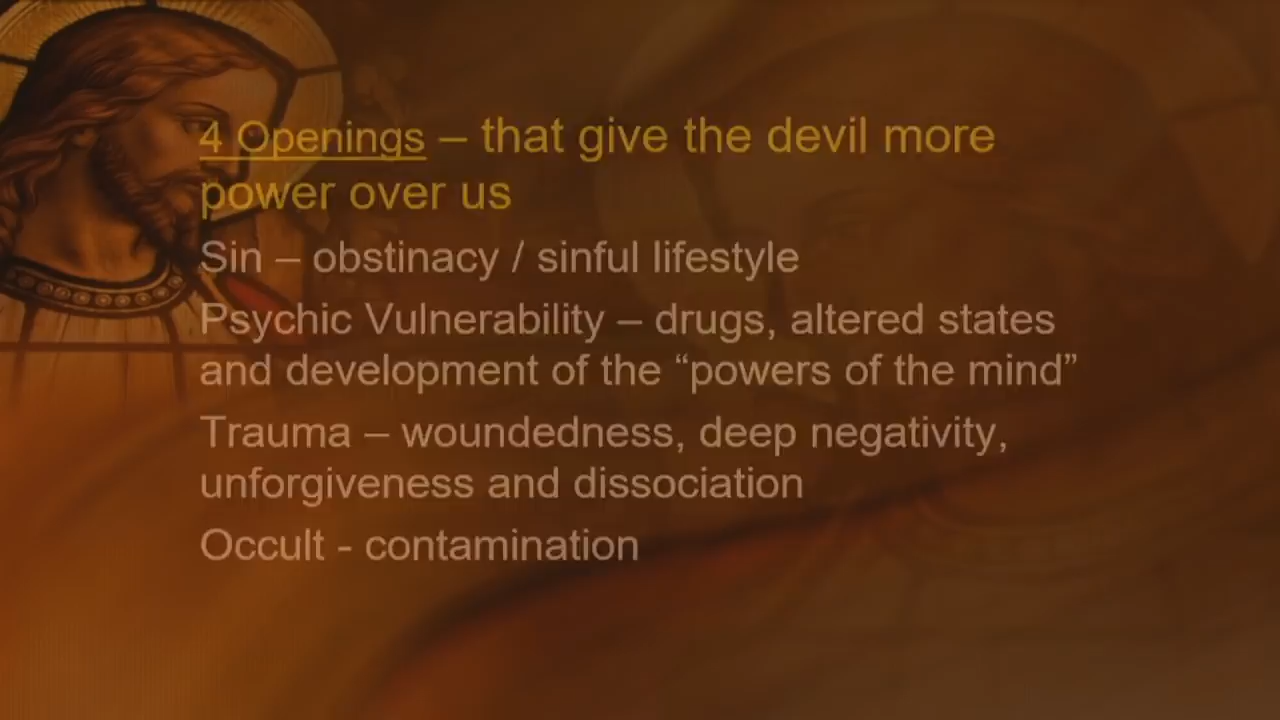 4 Openings – that give the devil more
power over us
Sin – obstinacy / sinful lifestyle
Psychic Vulnerability – drugs, altered states
and development of the “powers of the mind”
Trauma – woundedness, deep negativity,
unforgiveness and dissociation
Occult - contamination